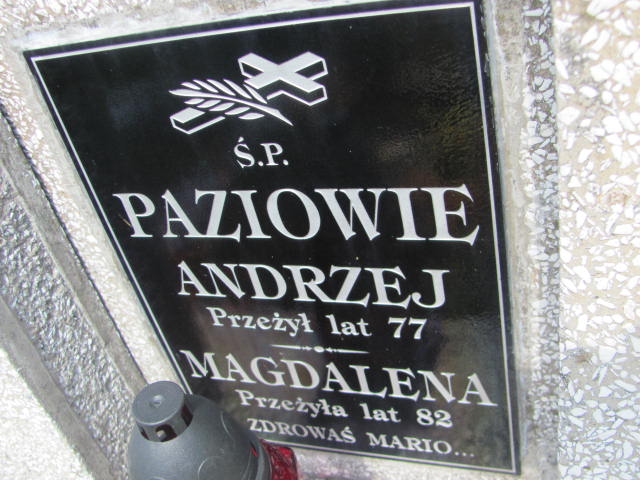 Ś.P.
PAZIOWIE
ANDRZEJ
Przeżył lat 77
MAGDALENA
Przeżyła lat 82
ZDROWAŚ MARIO...